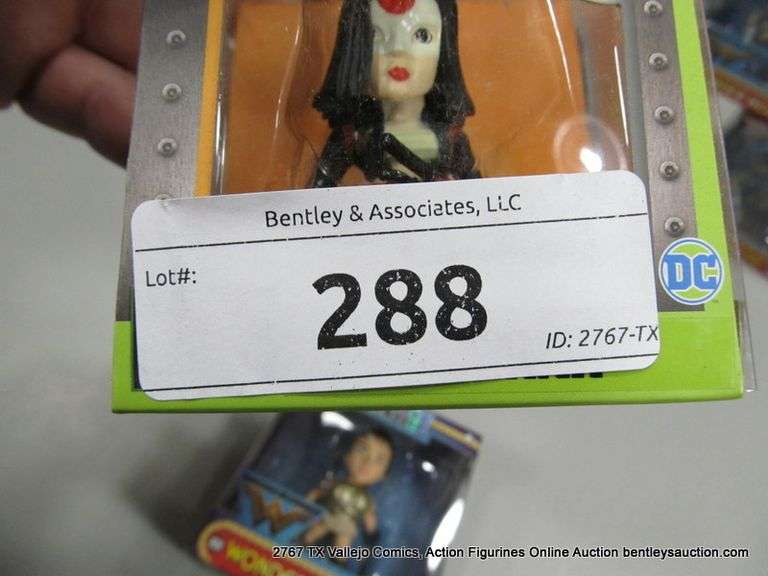 Bentley & Associates, LLC
Lot#:
288
ID: 2767-TX
DC
WOND
2767 TX Vallejo Comics, Action Figurines Online Auction bentleysauction.com